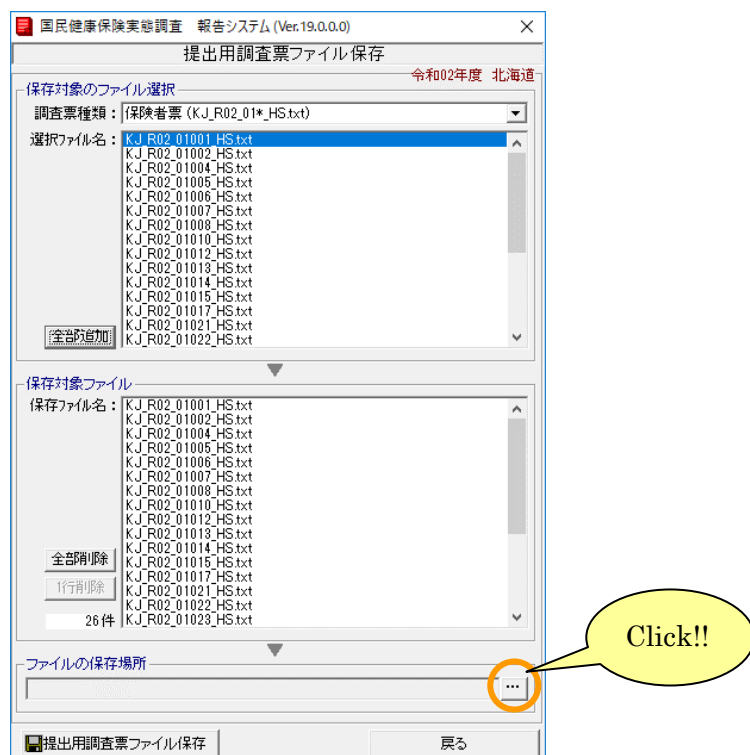 国民健康保険実態調査　報告システム (Ver.19.0.0.0)
提出用調査票ファイル保存
令和02年度 北海道
保存対象のファイル選択
調査票種類： 保険者票 (KJ_R02_01*_HS.txt)
選択ファイル名： KJ_R02_01001_HS.txt
KJ_R02_01002_HS.txt
KJ_R02_01004_HS.txt
KJ_R02_01005_HS.txt
KJ_R02_01006_HS.txt
KJ_R02_01007_HS.txt
KJ_R02_01008_HS.txt
KJ_R02_01010_HS.txt
KJ_R02_01012_HS.txt
KJ_R02_01013_HS.txt
KJ_R02_01014_HS.txt
KJ_R02_01015_HS.txt
KJ_R02_01017_HS.txt
KJ_R02_01021_HS.txt
全部追加 KJ_R02_01022_HS.txt
保存対象ファイル
保存ファイル名： KJ_R02_01001_HS.txt
KJ_R02_01002_HS.txt
KJ_R02_01004_HS.txt
KJ_R02_01005_HS.txt
KJ_R02_01006_HS.txt
KJ_R02_01007_HS.txt
KJ_R02_01008_HS.txt
KJ_R02_01010_HS.txt
KJ_R02_01012_HS.txt
KJ_R02_01013_HS.txt
KJ_R02_01014_HS.txt
全部削除 KJ_R02_01015_HS.txt
KJ_R02_01017_HS.txt
1行削除 KJ_R02_01021_HS.txt
KJ_R02_01022_HS.txt
26件 KJ_R02_01023_HS.txt
Click!!
ファイルの保存場所
...
提出用調査票ファイル保存 戻る